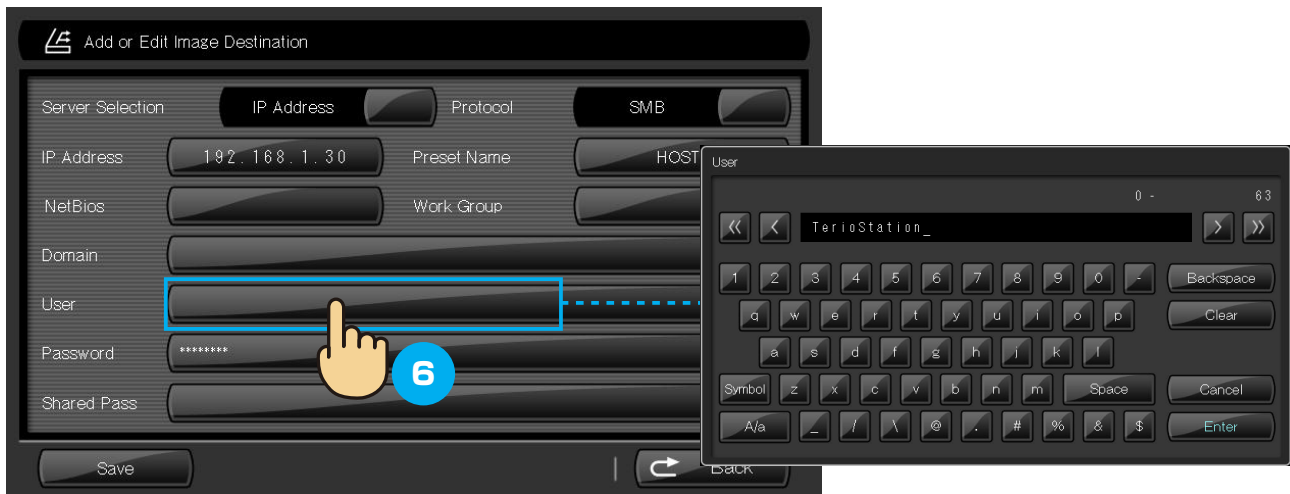 Add or Edit Image Destination
Server Selection IP Address Protocol SMB
IP Address 192.168.1.30 Preset Name HOST
NetBios Work Group
Domain
User
Password ********
Shared Pass
6
Save Back
User
0 - 63
« < TerioStation_ > »
1 2 3 4 5 6 7 8 9 0 - Backspace
q w e r t y u i o p Clear
a s d f g h j k l
Symbol z x c v b n m Space Cancel
A/a _ / \ @ . # % & $ Enter